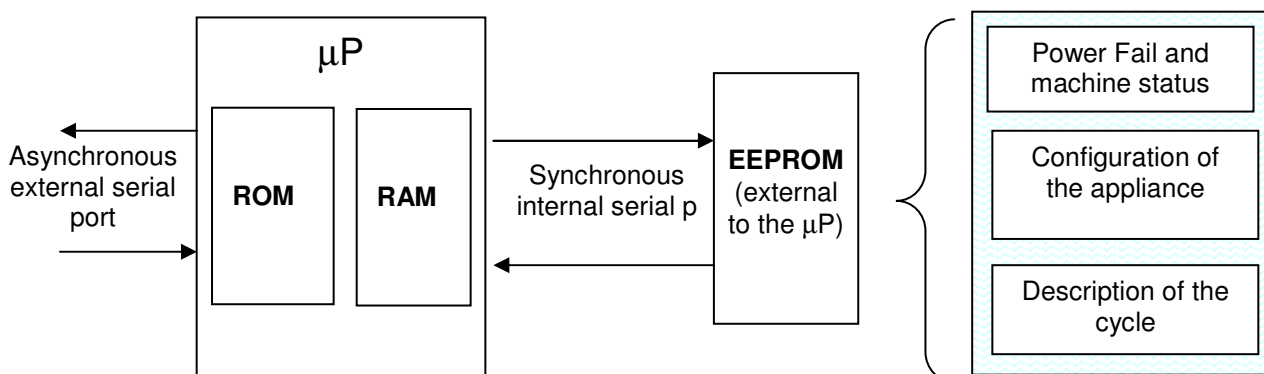 µP
Asynchronous
external serial
port
ROM
RAM
Synchronous
internal serial p
EEPROM
(external
to the µP)
Power Fail and
machine status
Configuration of
the appliance
Description of the
cycle